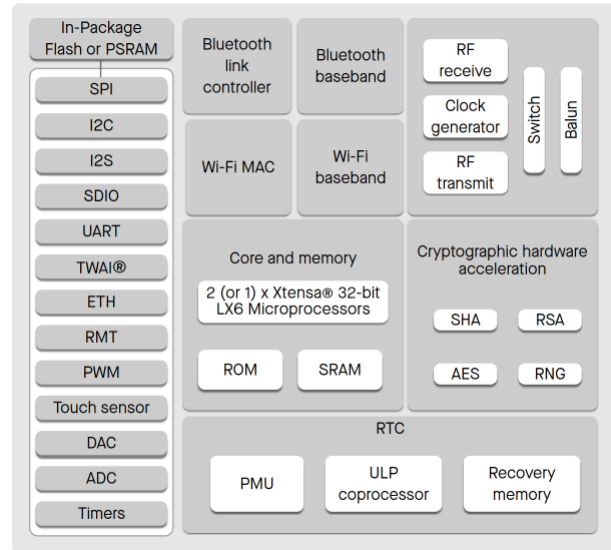 In-Package
Flash or PSRAM
SPI
I2C
I2S
SDIO
UART
TWAI®
ETH
RMT
PWM
Touch sensor
DAC
ADC
Timers
Bluetooth
link
controller
Bluetooth
baseband
Wi-Fi MAC
Wi-Fi
baseband
RF
receive
Clock
generator
RF
transmit
Switch
Balun
Core and memory
2 (or 1) x Xtensa® 32-bit
LX6 Microprocessors
ROM
SRAM
Cryptographic hardware
acceleration
SHA
RSA
AES
RNG
RTC
PMU
ULP
coprocessor
Recovery
memory